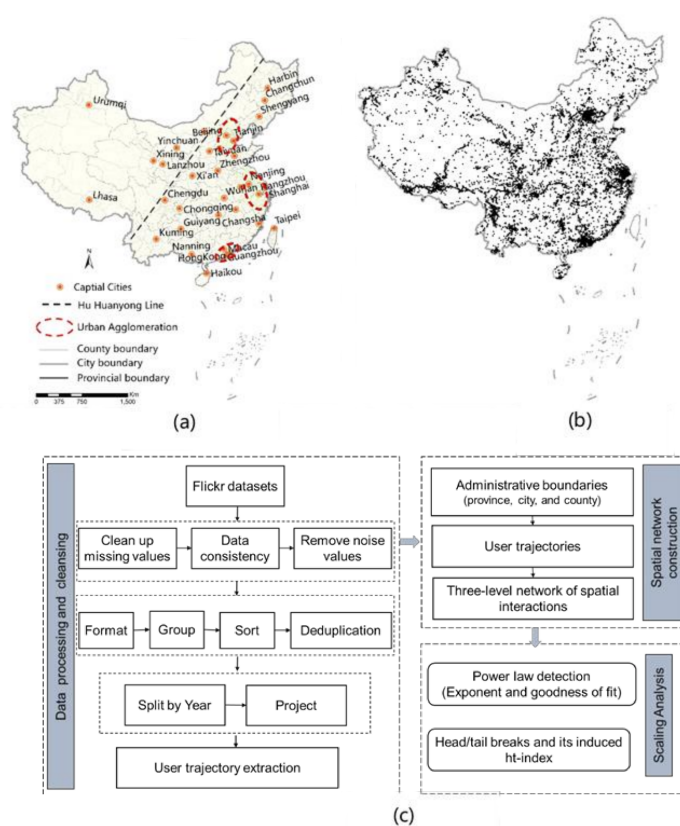 Harbin
Changchun
Shengyang
Urumqi
Beijing
Tianjin
Yinchuan
Taiyuan
Xining
Zhengzhou
Lanzhou
Xi'an
Nanjing
Lhasa
Chengdu
Wuhan
Hangzhou
Shanghai
Chongqing
Guiyang
Changsha
Taipei
Kuming
Nanning
Macau
HongKong
Guangzhou
Haikou
N
Captial Cities
Hu Huanyong Line
Urban Agglomeration
County boundary
City boundary
Provincial boundary
Km
0 375 750 1,500
(a)
(b)
Data processing and cleansing
Flickr datasets
Clean up
missing values
Data
consistency
Remove noise
values
Format
Group
Sort
Deduplication
Split by Year
Project
User trajectory extraction
Administrative boundaries
(province, city, and county)
User trajectories
Three-level network of spatial
interactions
Spatial network
construction
Power law detection
(Exponent and goodness of fit)
Head/tail breaks and its induced
ht-index
Scaling Analysis
(c)